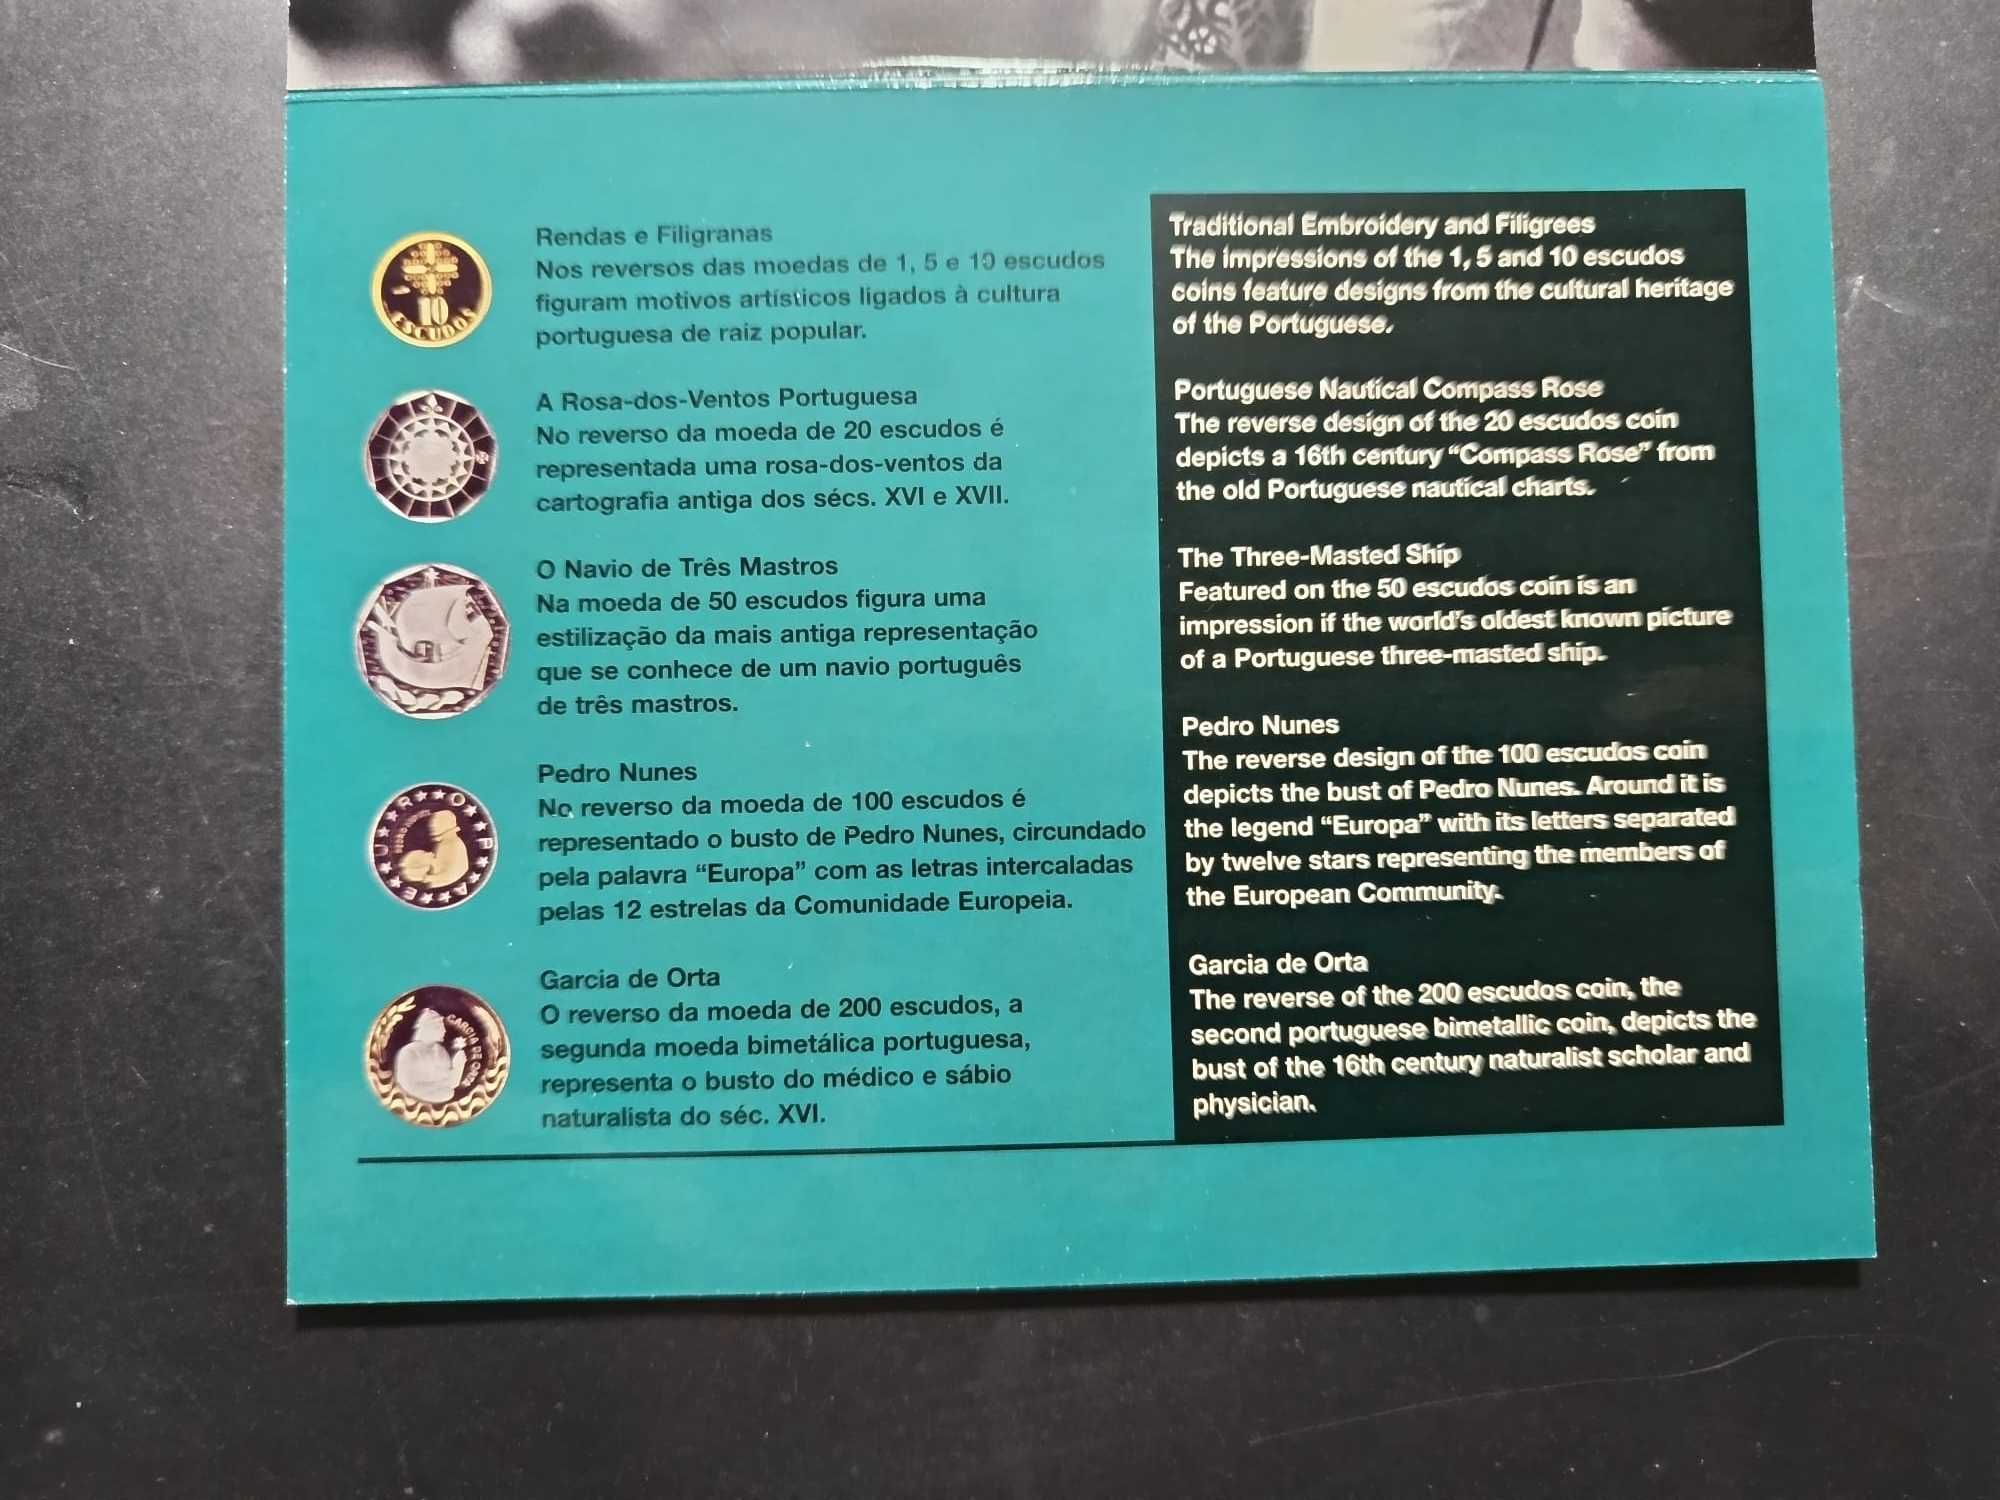 Rendas e Filigranas
Nos reversos das moedas de 1, 5 e 10 escudos
figuram motivos artísticos ligados à cultura
portuguesa de raiz popular.
A Rosa-dos-Ventos Portuguesa
No reverso da moeda de 20 escudos é
representada uma rosa-dos-ventos da
cartografia antiga dos sécs. XVI e XVII.
O Navio de Três Mastros
Na moeda de 50 escudos figura uma
estilização da mais antiga representação
que se conhece de um navio português
de três mastros.
Pedro Nunes
No reverso da moeda de 100 escudos é
representado o busto de Pedro Nunes, circundado
pela palavra “Europa” com as letras intercaladas
pelas 12 estrelas da Comunidade Europeia.
Garcia de Orta
O reverso da moeda de 200 escudos, a
segunda moeda bimetálica portuguesa,
representa o busto do médico e sábio
naturalista do séc. XVI.
Traditional Embroidery and Filigrees
The impressions of the 1, 5 and 10 escudos
coins feature designs from the cultural heritage
of the Portuguese.
Portuguese Nautical Compass Rose
The reverse design of the 20 escudos coin
depicts a 16th century “Compass Rose” from
the old Portuguese nautical charts.
The Three-Masted Ship
Featured on the 50 escudos coin is an
impression if the world's oldest known picture
of a Portuguese three-masted ship.
Pedro Nunes
The reverse design of the 100 escudos coin
depicts the bust of Pedro Nunes. Around it is
the legend “Europa” with its letters separated
by twelve stars representing the members of
the European Community.
Garcia de Orta
The reverse of the 200 escudos coin, the
second portuguese bimetallic coin, depicts the
bust of the 16th century naturalist scholar and
physician.
10
ESCUDOS
EUROPA
PEDRO NUNES
GARCIA DE ORTA